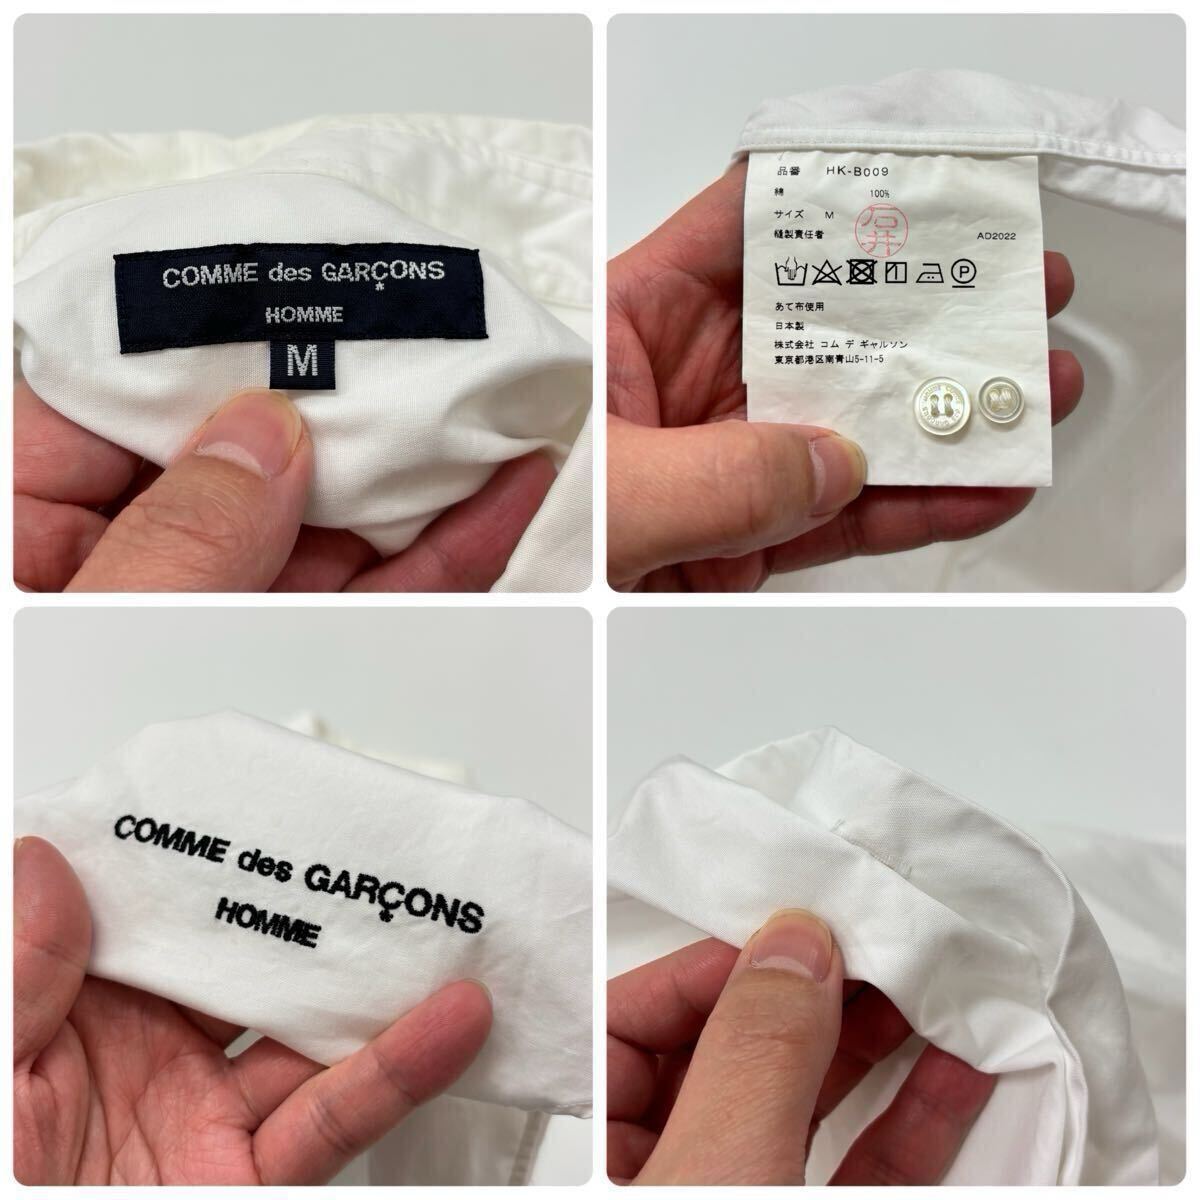 COMME des GARÇONS
HOMME
M
品番 HK-B009
綿 100%
サイズ M
縫製責任者 石井 AD2022
P
あて布使用
日本製
株式会社 コム デ ギャルソン
東京都港区南青山5-11-5
COMME des GARÇONS
HOMME